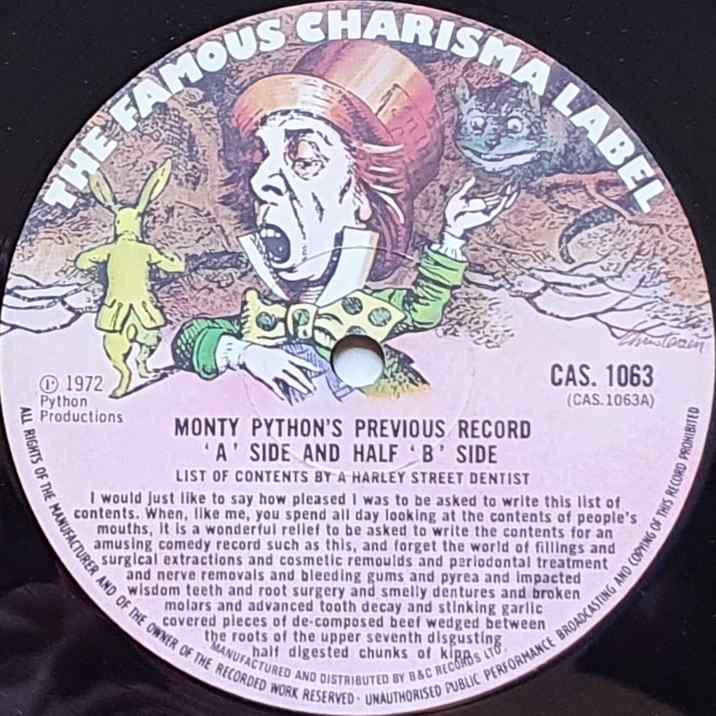 THE FAMOUS CHARISMA LABEL
℗ 1972
Python
Productions
CAS. 1063
(CAS.1063A)
MONTY PYTHON'S PREVIOUS RECORD
'A' SIDE AND HALF 'B' SIDE
LIST OF CONTENTS BY A HARLEY STREET DENTIST
I would just like to say how pleased I was to be asked to write this list of
contents. When, like me, you spend all day looking at the contents of people's
mouths, it is a wonderful relief to be asked to write the contents for an
amusing comedy record such as this, and forget the world of fillings and
surgical extractions and cosmetic remoulds and periodontal treatment
and nerve removals and bleeding gums and pyrea and impacted
wisdom teeth and root surgery and smelly dentures and broken
molars and advanced tooth decay and stinking garlic
covered pieces of de-composed beef wedged between
the roots of the upper seventh disgusting
half digested chunks of kipp
MANUFACTURED AND DISTRIBUTED BY B&C RECORDS LTD.
ALL RIGHTS OF THE MANUFACTURER AND OF THE OWNER OF THE RECORDED WORK RESERVED · UNAUTHORISED PUBLIC PERFORMANCE BROADCASTING AND COPYING OF THIS RECORD PROHIBITED